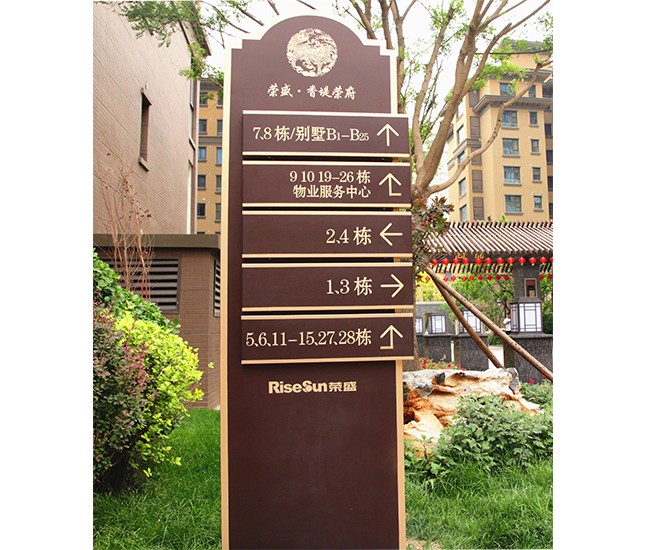 荣盛·香堤荣府
7,8栋/别墅B1-B25
9 10 19-26栋
物业服务中心
2,4栋
1、3栋
5、6、11-15、27、28栋
RiseSun荣盛